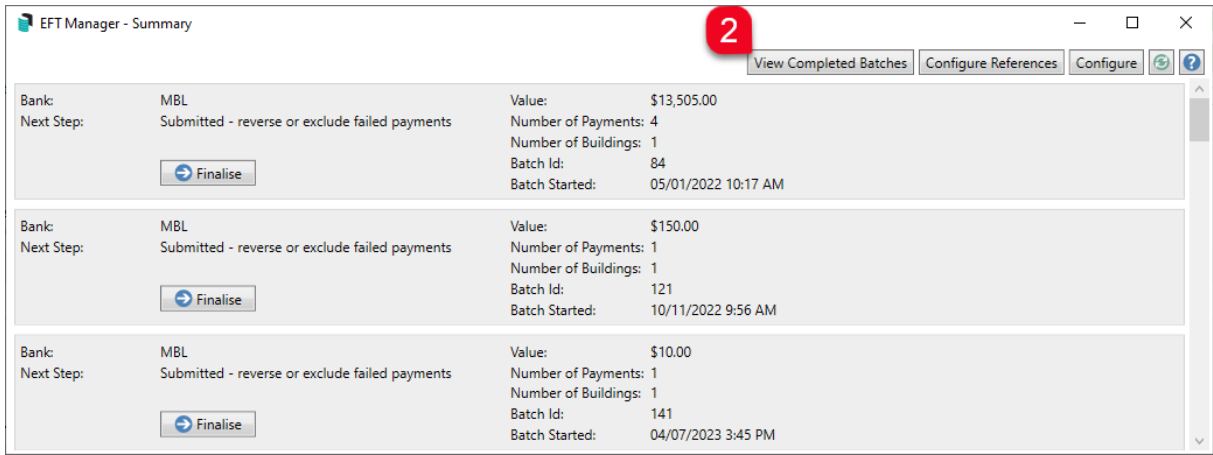 EFT Manager - Summary
2
View Completed Batches Configure References Configure
Bank: MBL Value: $13,505.00
Next Step: Submitted - reverse or exclude failed payments Number of Payments: 4
Number of Buildings: 1
Finalise Batch Id: 84
Batch Started: 05/01/2022 10:17 AM
Bank: MBL Value: $150.00
Next Step: Submitted - reverse or exclude failed payments Number of Payments: 1
Number of Buildings: 1
Finalise Batch Id: 121
Batch Started: 10/11/2022 9:56 AM
Bank: MBL Value: $10.00
Next Step: Submitted - reverse or exclude failed payments Number of Payments: 1
Number of Buildings: 1
Finalise Batch Id: 141
Batch Started: 04/07/2023 3:45 PM